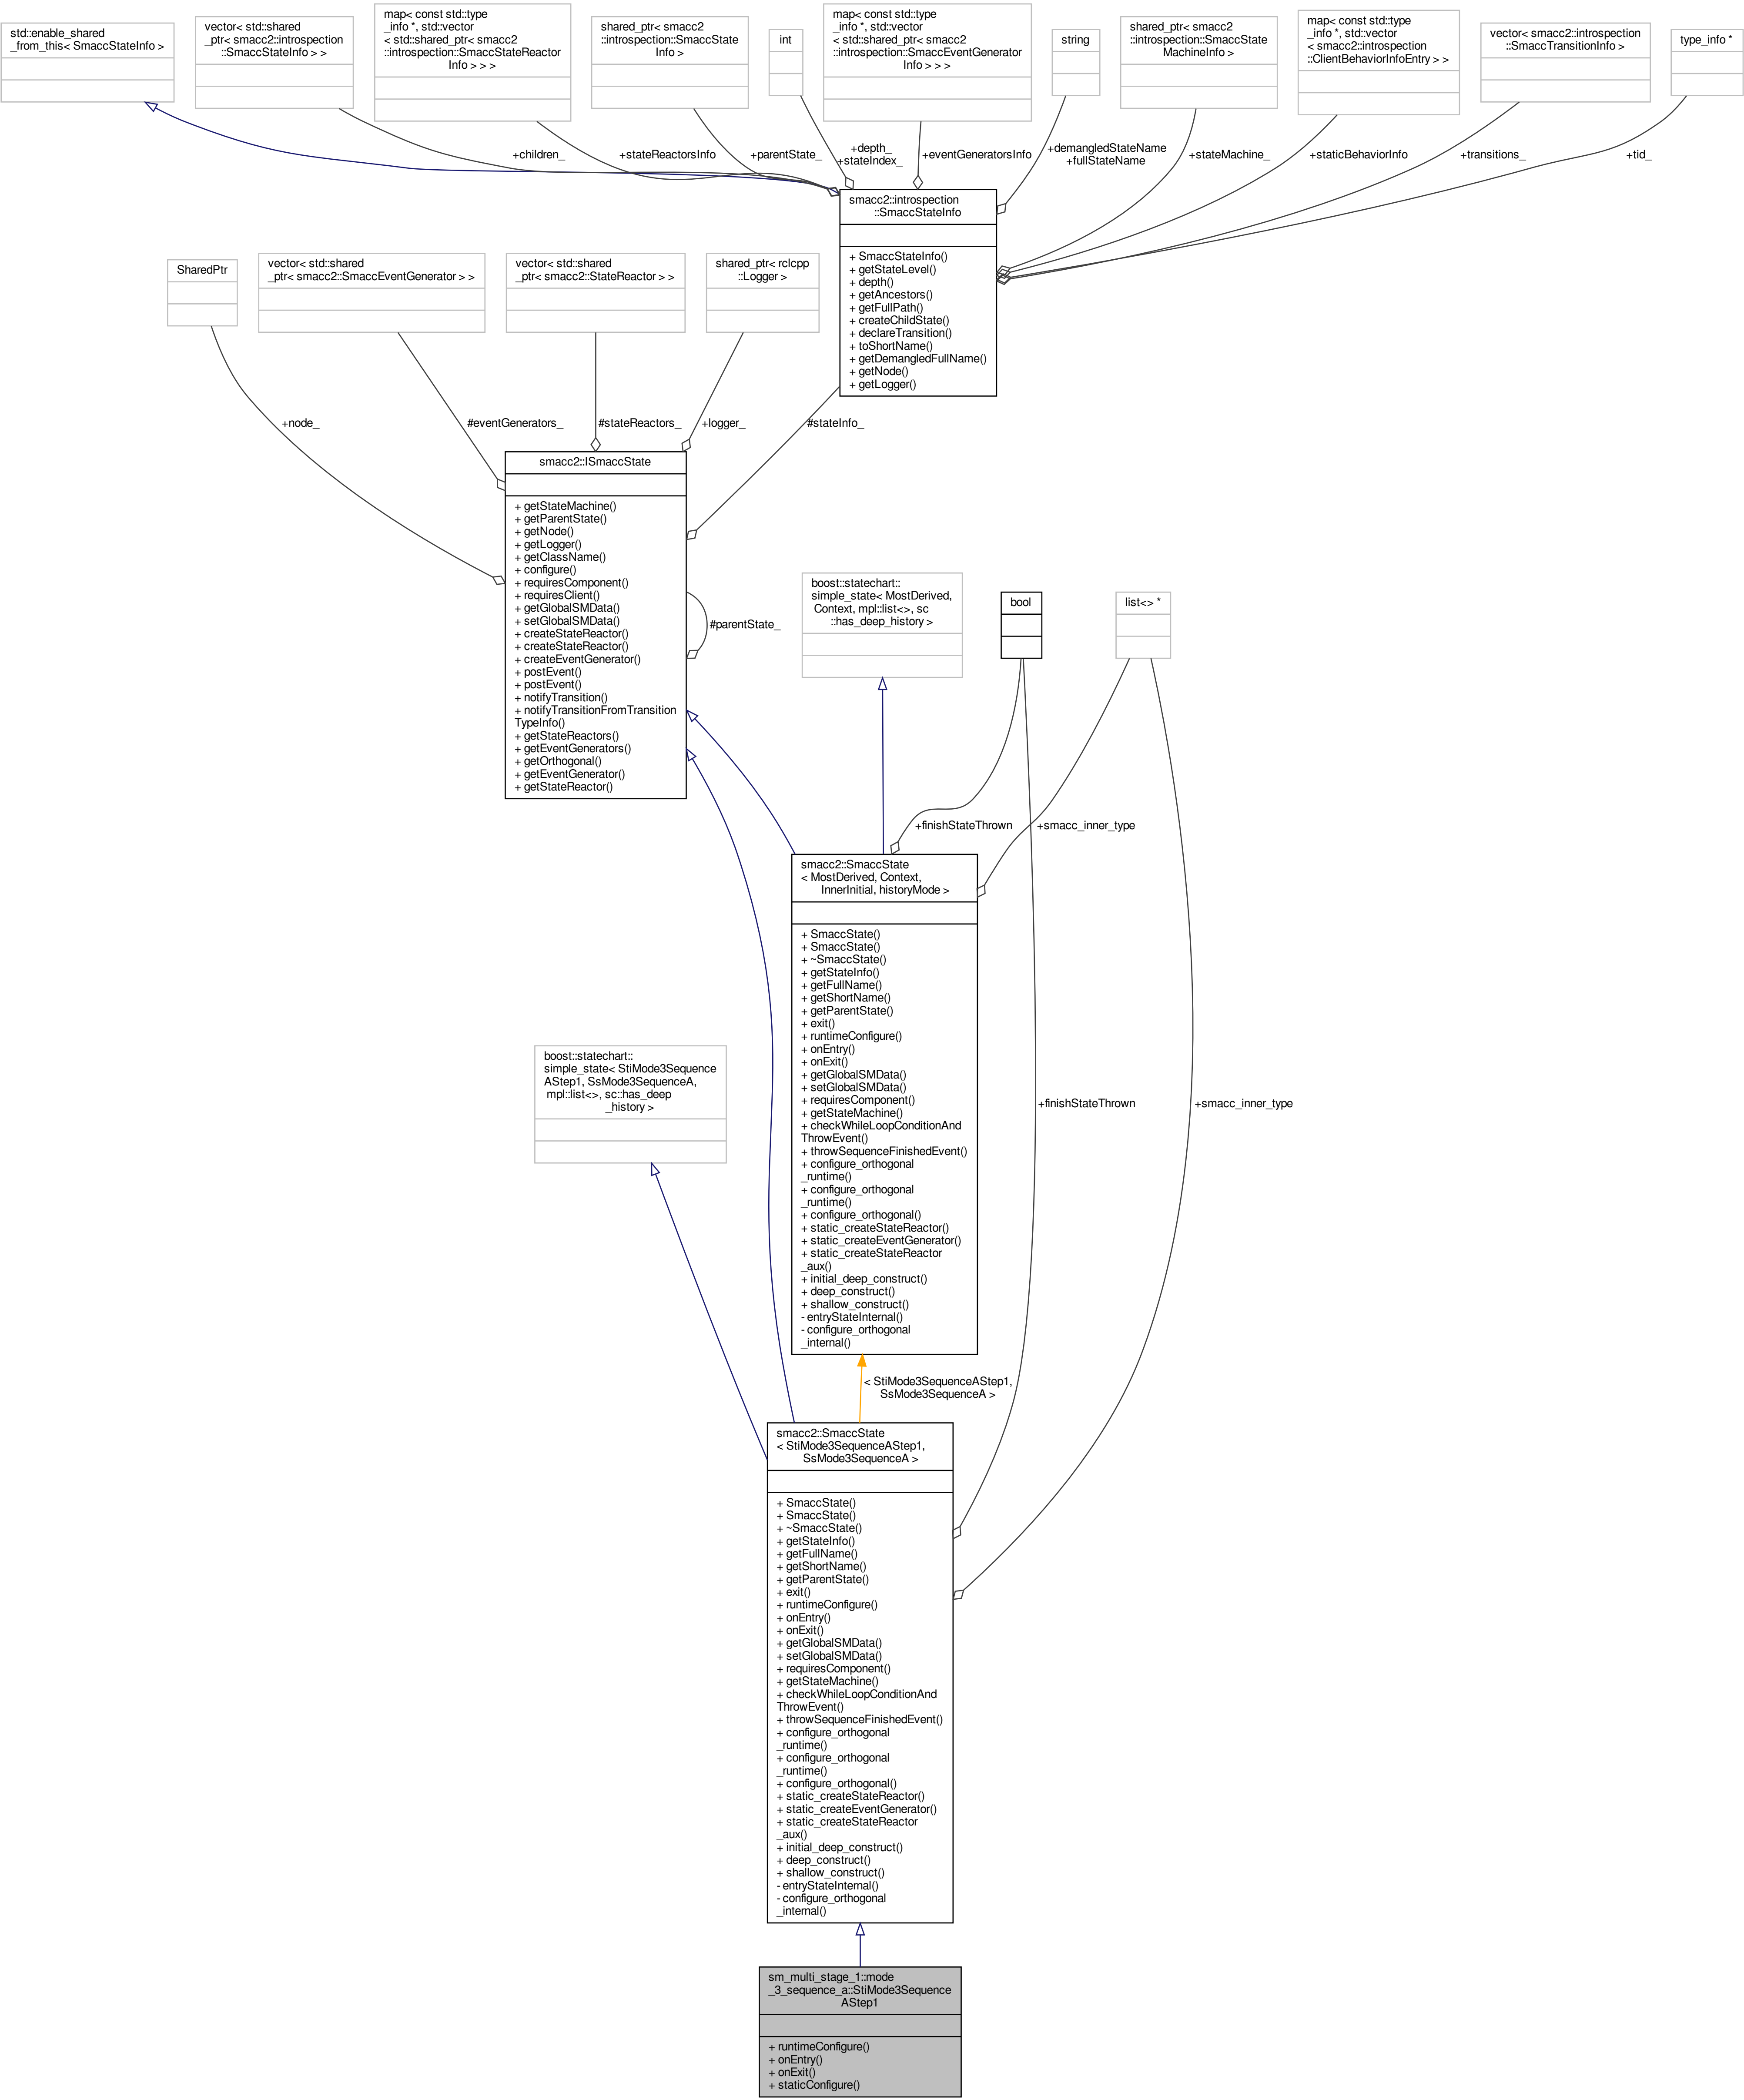 std::enable_shared
_from_this< SmaccStateInfo >
vector< std::shared
_ptr< smacc2::introspection
::SmaccStateInfo > >
map< const std::type
_info *, std::vector
< std::shared_ptr< smacc2
::introspection::SmaccStateReactor
Info > > >
shared_ptr< smacc2
::introspection::SmaccState
Info >
int
map< const std::type
_info *, std::vector
< std::shared_ptr< smacc2
::introspection::SmaccEventGenerator
Info > > >
string
shared_ptr< smacc2
::introspection::SmaccState
MachineInfo >
map< const std::type
_info *, std::vector
< smacc2::introspection
::ClientBehaviorInfoEntry > >
vector< smacc2::introspection
::SmaccTransitionInfo >
type_info *
+children_
+stateReactorsInfo
+parentState_
+depth_
+stateIndex_
+eventGeneratorsInfo
+demangledStateName
+fullStateName
+stateMachine_
+staticBehaviorInfo
+transitions_
+tid_
smacc2::introspection
::SmaccStateInfo
+ SmaccStateInfo()
+ getStateLevel()
+ depth()
+ getAncestors()
+ getFullPath()
+ createChildState()
+ declareTransition()
+ toShortName()
+ getDemangledFullName()
+ getNode()
+ getLogger()
SharedPtr
vector< std::shared
_ptr< smacc2::SmaccEventGenerator > >
vector< std::shared
_ptr< smacc2::StateReactor > >
shared_ptr< rclcpp
::Logger >
+node_
#eventGenerators_
#stateReactors_
+logger_
#stateInfo_
smacc2::ISmaccState
+ getStateMachine()
+ getParentState()
+ getNode()
+ getLogger()
+ getClassName()
+ configure()
+ requiresComponent()
+ requiresClient()
+ getGlobalSMData()
+ setGlobalSMData()
+ createStateReactor()
+ createStateReactor()
+ createEventGenerator()
+ postEvent()
+ postEvent()
+ notifyTransition()
+ notifyTransitionFromTransition
TypeInfo()
+ getStateReactors()
+ getEventGenerators()
+ getOrthogonal()
+ getEventGenerator()
+ getStateReactor()
#parentState_
boost::statechart::
simple_state< MostDerived,
Context, mpl::list<>, sc
::has_deep_history >
bool
list<> *
+finishStateThrown
+smacc_inner_type
smacc2::SmaccState
< MostDerived, Context,
InnerInitial, historyMode >
+ SmaccState()
+ SmaccState()
+ ~SmaccState()
+ getStateInfo()
+ getFullName()
+ getShortName()
+ getParentState()
+ exit()
+ runtimeConfigure()
+ onEntry()
+ onExit()
+ getGlobalSMData()
+ setGlobalSMData()
+ requiresComponent()
+ getStateMachine()
+ checkWhileLoopConditionAnd
ThrowEvent()
+ throwSequenceFinishedEvent()
+ configure_orthogonal
_runtime()
+ configure_orthogonal
_runtime()
+ configure_orthogonal()
+ static_createStateReactor()
+ static_createEventGenerator()
+ static_createStateReactor
_aux()
+ initial_deep_construct()
+ deep_construct()
+ shallow_construct()
- entryStateInternal()
- configure_orthogonal
_internal()
boost::statechart::
simple_state< StiMode3Sequence
AStep1, SsMode3SequenceA,
mpl::list<>, sc::has_deep
_history >
+finishStateThrown
+smacc_inner_type
< StiMode3SequenceAStep1,
SsMode3SequenceA >
smacc2::SmaccState
< StiMode3SequenceAStep1,
SsMode3SequenceA >
+ SmaccState()
+ SmaccState()
+ ~SmaccState()
+ getStateInfo()
+ getFullName()
+ getShortName()
+ getParentState()
+ exit()
+ runtimeConfigure()
+ onEntry()
+ onExit()
+ getGlobalSMData()
+ setGlobalSMData()
+ requiresComponent()
+ getStateMachine()
+ checkWhileLoopConditionAnd
ThrowEvent()
+ throwSequenceFinishedEvent()
+ configure_orthogonal
_runtime()
+ configure_orthogonal
_runtime()
+ configure_orthogonal()
+ static_createStateReactor()
+ static_createEventGenerator()
+ static_createStateReactor
_aux()
+ initial_deep_construct()
+ deep_construct()
+ shallow_construct()
- entryStateInternal()
- configure_orthogonal
_internal()
sm_multi_stage_1::mode
_3_sequence_a::StiMode3Sequence
AStep1
+ runtimeConfigure()
+ onEntry()
+ onExit()
+ staticConfigure()